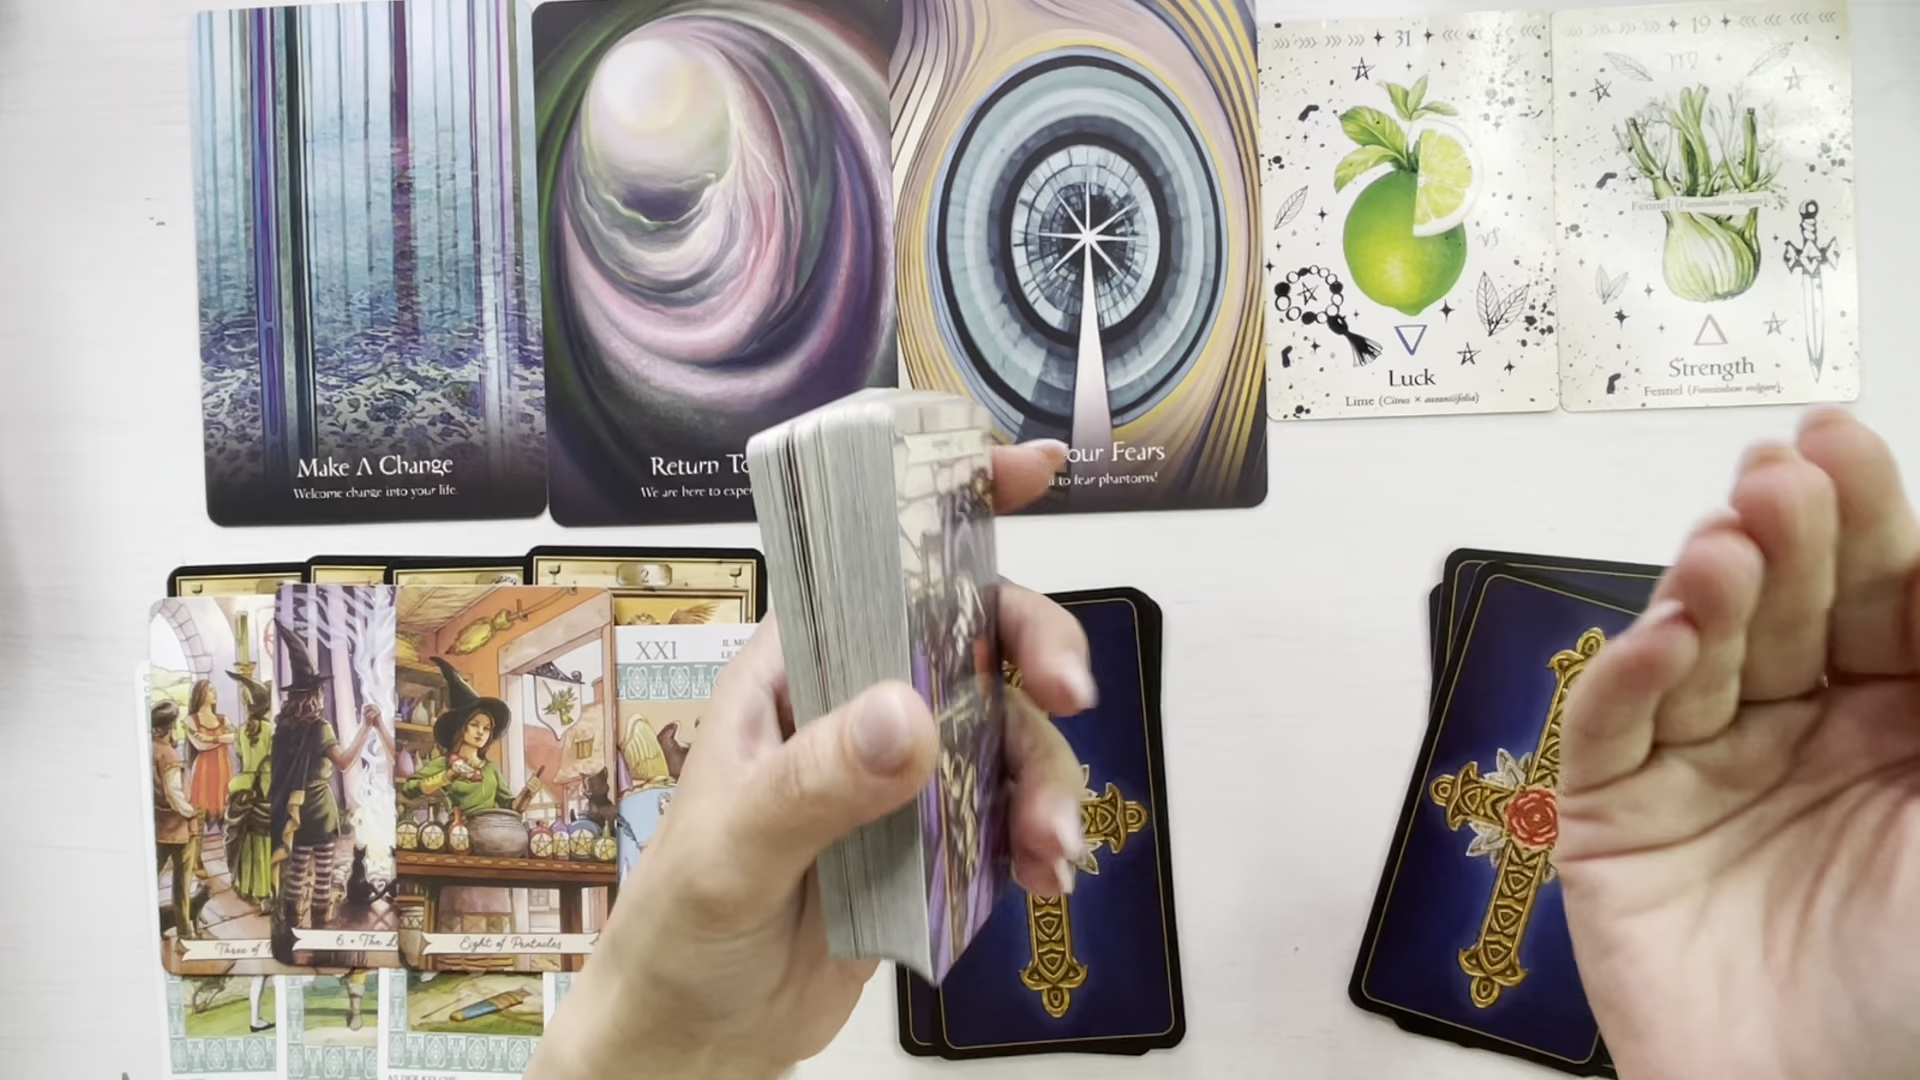 31
19
Fennel (Foeniculum vulgare)
Luck
Lime (Citrus × aurantiifolia)
Strength
Fennel (Foeniculum vulgare)
Make A Change
Welcome change into your life
Return To
We are here to
our Fears
to fear phantoms!
2
XXI
Three of
6 • The L
Eight of Pentacles